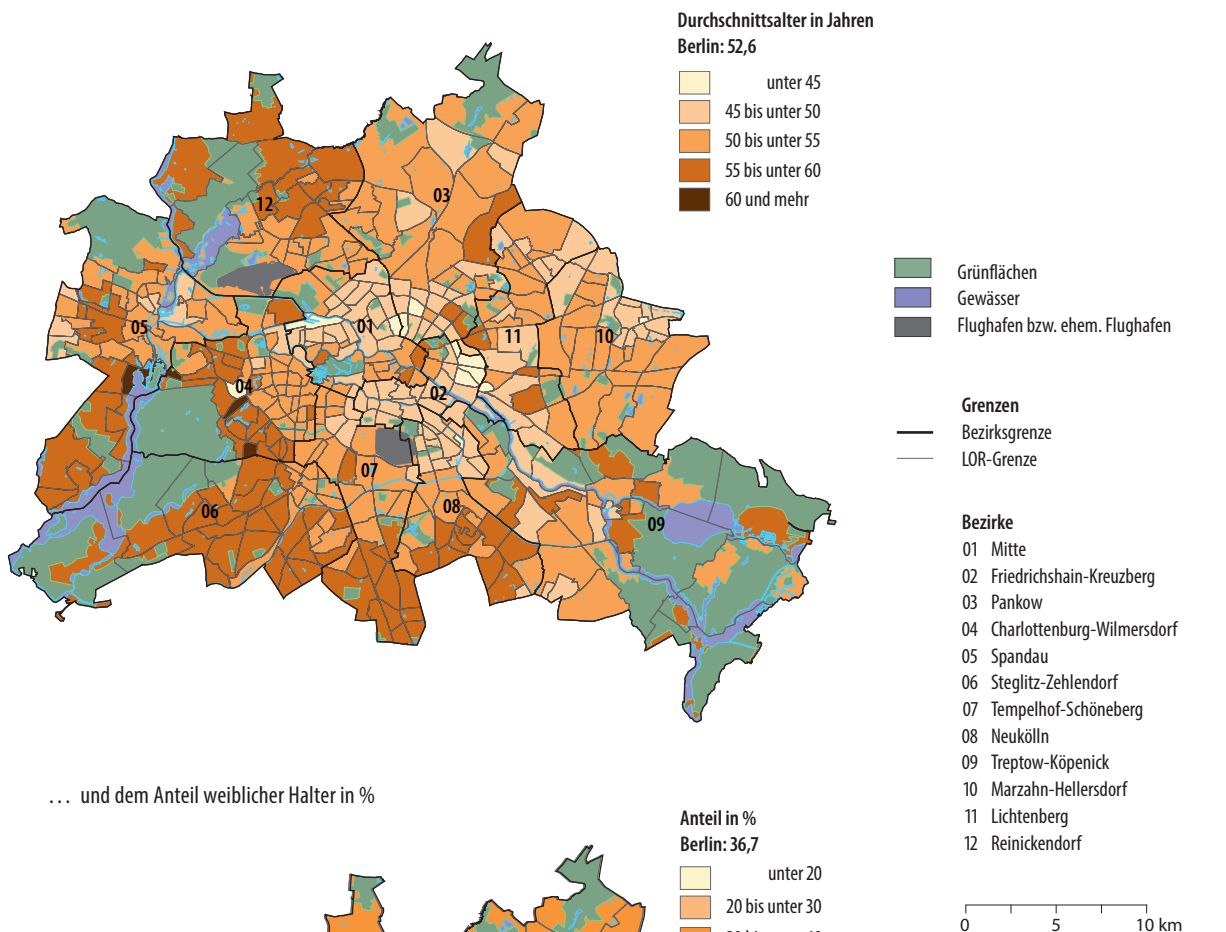 Durchschnittsalter in Jahren
Berlin: 52,6
unter 45
45 bis unter 50
50 bis unter 55
55 bis unter 60
60 und mehr
12
03
05
01
04
02
11
10
07
06
08
09
Grünflächen
Gewässer
Flughafen bzw. ehem. Flughafen
Grenzen
Bezirksgrenze
LOR-Grenze
Bezirke
01 Mitte
02 Friedrichshain-Kreuzberg
03 Pankow
04 Charlottenburg-Wilmersdorf
05 Spandau
06 Steglitz-Zehlendorf
07 Tempelhof-Schöneberg
08 Neukölln
09 Treptow-Köpenick
10 Marzahn-Hellersdorf
11 Lichtenberg
12 Reinickendorf
0 5 10 km
… und dem Anteil weiblicher Halter in %
Anteil in %
Berlin: 36,7
unter 20
20 bis unter 30